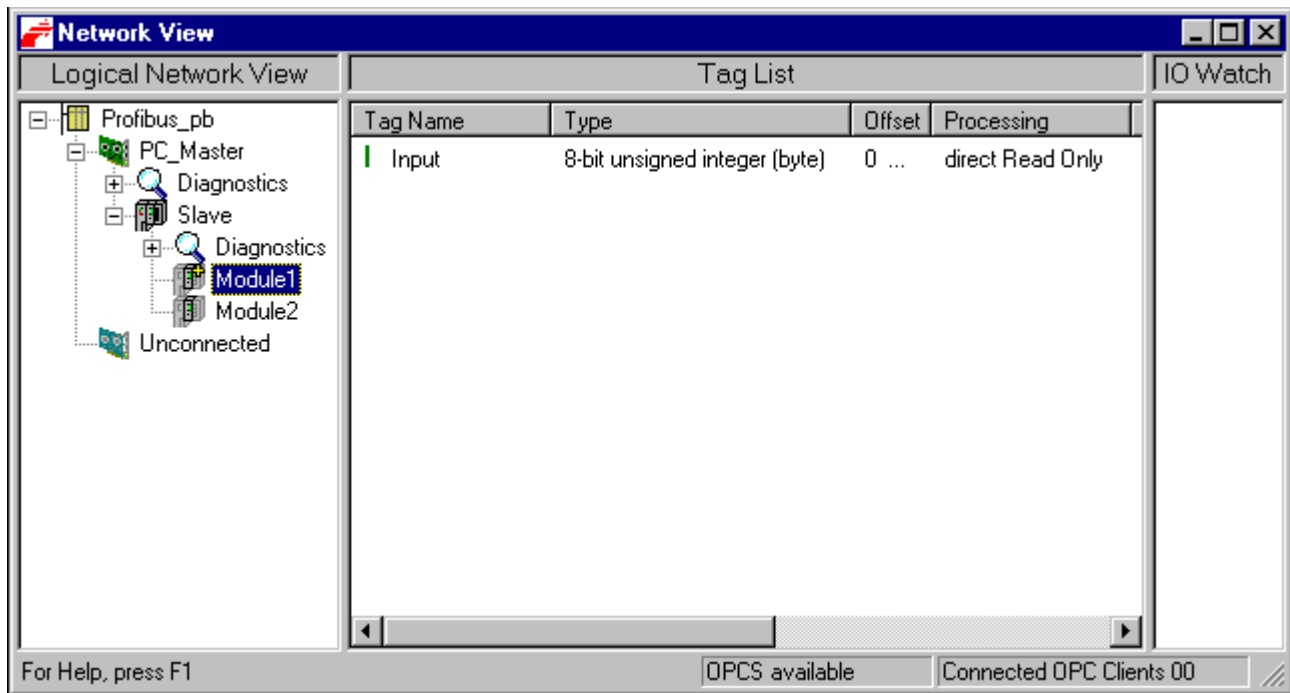 Network View
Logical Network View
Tag List
IO Watch
Profibus_pb
PC_Master
Diagnostics
Slave
Diagnostics
Module1
Module2
Unconnected
Tag Name Type Offset Processing
Input 8-bit unsigned integer (byte) 0 ... direct Read Only
For Help, press F1 OPCS available Connected OPC Clients 00